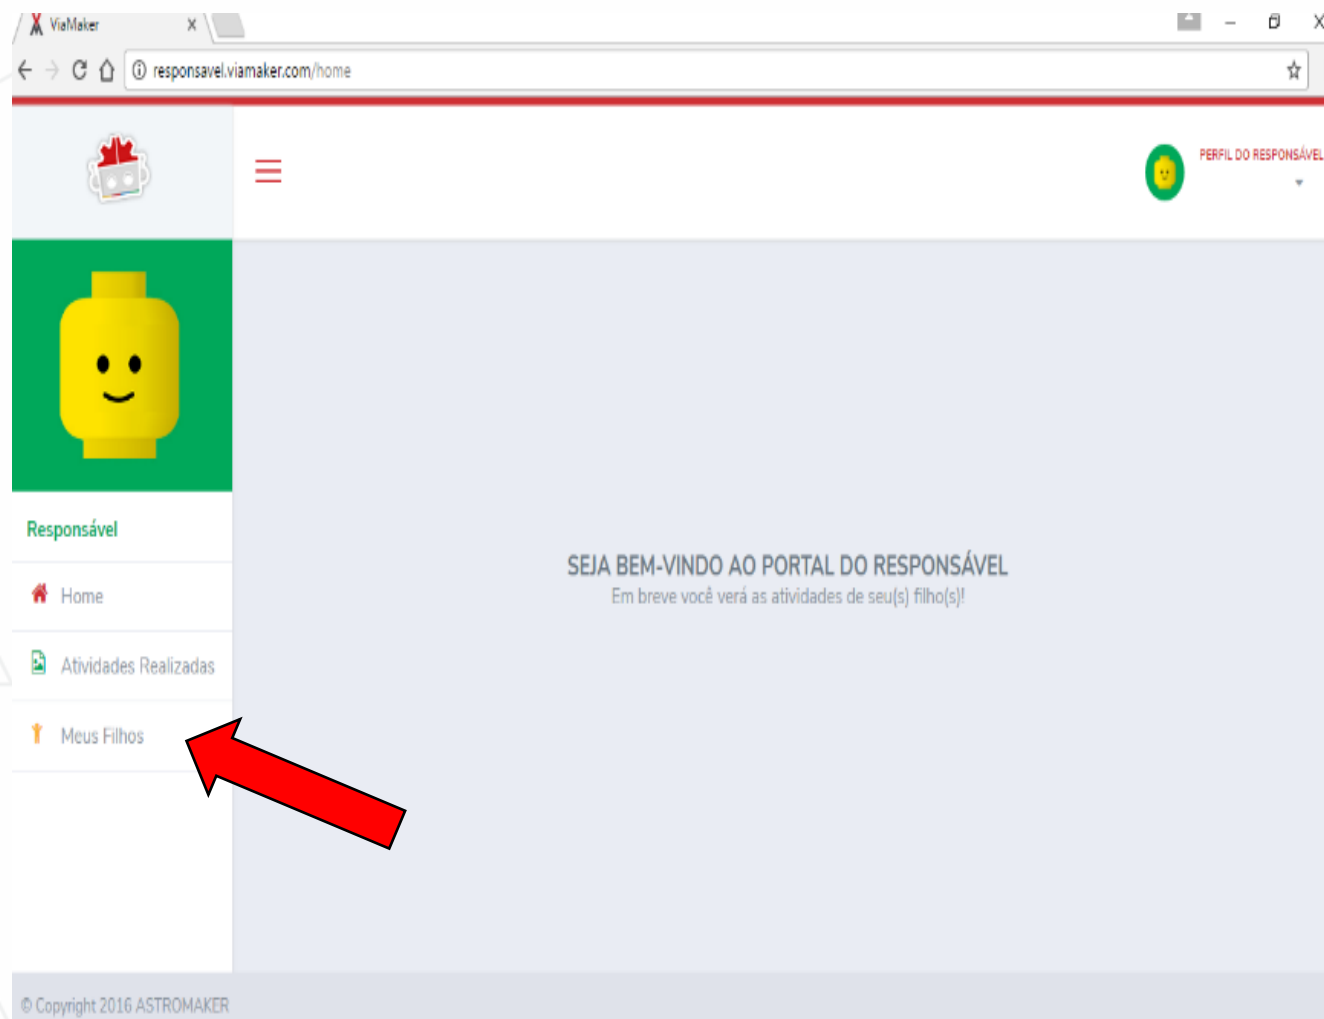 ViaMaker
responsavel.viamaker.com/home
PERFIL DO RESPONSÁVEL
Responsável
Home
Atividades Realizadas
Meus Filhos
SEJA BEM-VINDO AO PORTAL DO RESPONSÁVEL
Em breve você verá as atividades de seu(s) filho(s)!
© Copyright 2016 ASTROMAKER